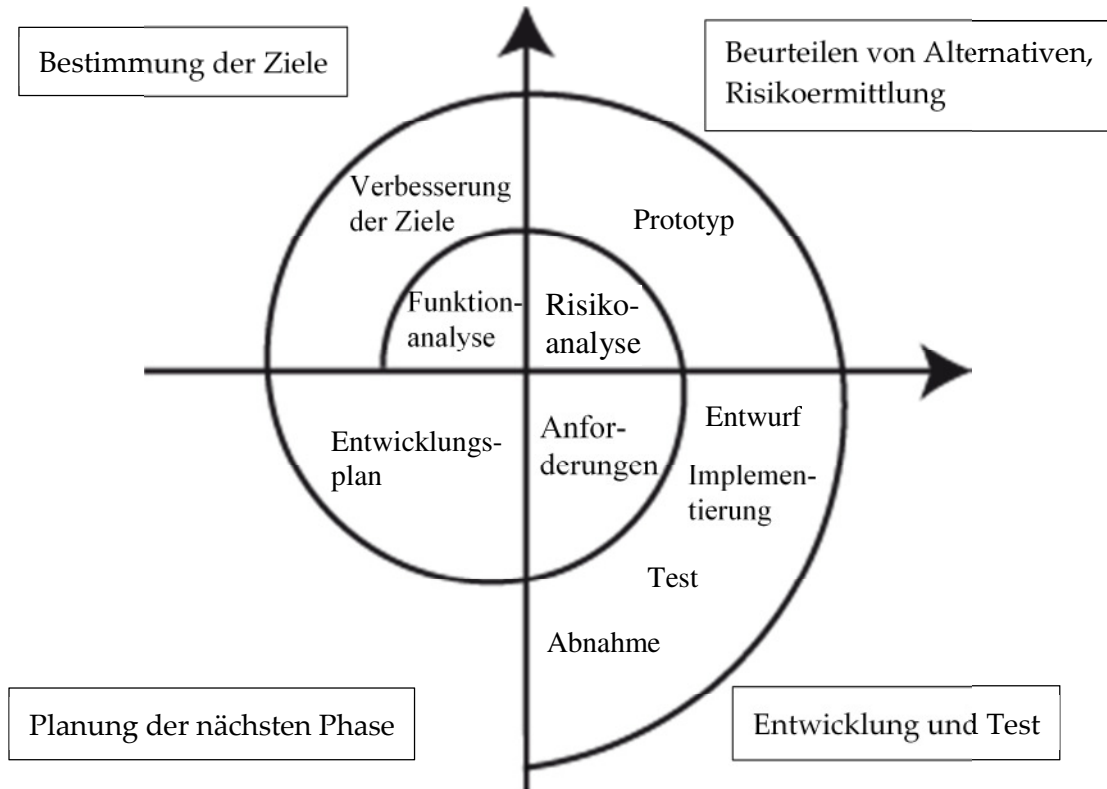 Bestimmung der Ziele
Beurteilen von Alternativen,
Risikoermittlung
Verbesserung
der Ziele
Prototyp
Funktion-
analyse
Risiko-
analyse
Entwicklungs-
plan
Anfor-
derungen
Entwurf
Implemen-
tierung
Test
Abnahme
Planung der nächsten Phase
Entwicklung und Test